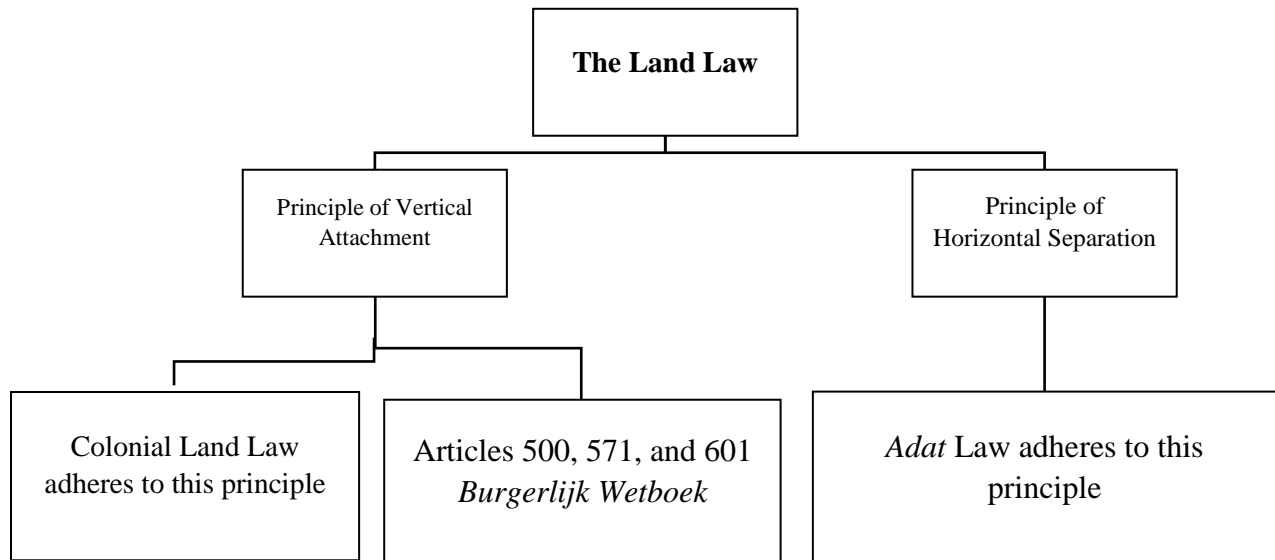 The Land Law
Principle of Vertical
Attachment
Principle of
Horizontal Separation
Colonial Land Law
adheres to this principle
Articles 500, 571, and 601
Burgerlijk Wetboek
Adat Law adheres to this
principle